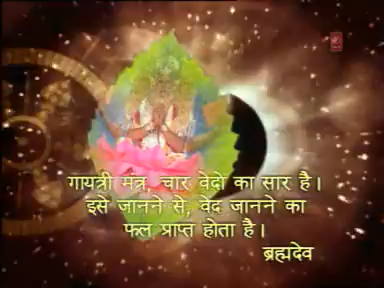 गायत्री मंत्र, चार वेदो का सार है।
इसे जानने से, वेद जानने का
फल प्राप्त होता है।
ब्रह्मदेव